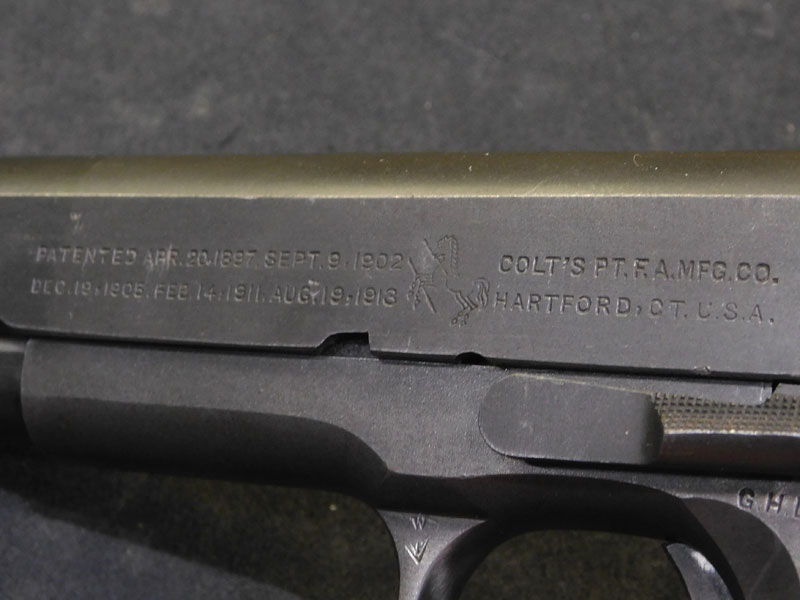 PATENTED APR. 20.1897. SEPT. 9.1902
DEC.19.1905. FEB.14.1911. AUG.19.1913
COLT'S PT. F.A. MFG. CO.
HARTFORD, CT. U.S.A.
GHD
W